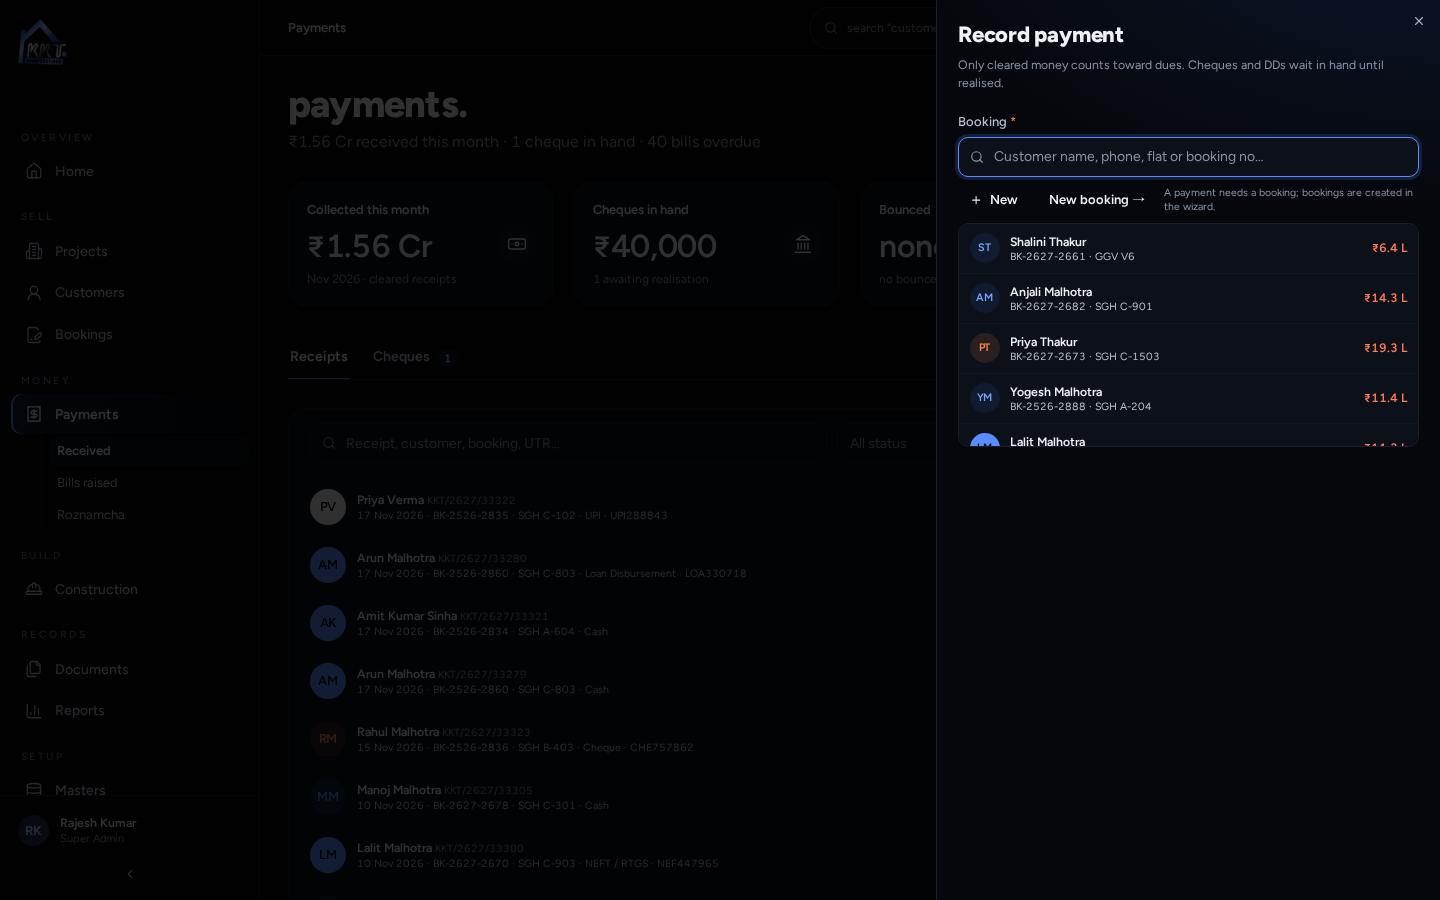 OVERVIEW
Home
SELL
Projects
Customers
Bookings
MONEY
Payments
Received
Bills raised
Roznamcha
BUILD
Construction
RECORDS
Documents
Reports
SETUP
Masters
RK
Rajesh Kumar
Super Admin
Payments
search "custome
payments.
₹1.56 Cr received this month · 1 cheque in hand · 40 bills overdue
Collected this month
₹1.56 Cr
Nov 2026 · cleared receipts
Cheques in hand
₹40,000
1 awaiting realisation
Bounced
none
no bounce
Receipts
Cheques 1
Receipt, customer, booking, UTR...
All status
PV
Priya Verma KKT/2627/33322
17 Nov 2026 · BK-2526-2835 · SGH C-102 · UPI · UPI288843
AM
Arun Malhotra KKT/2627/33280
17 Nov 2026 · BK-2526-2860 · SGH C-803 · Loan Disbursement · LOA330718
AK
Amit Kumar Sinha KKT/2627/33321
17 Nov 2026 · BK-2526-2834 · SGH A-604 · Cash
AM
Arun Malhotra KKT/2627/33279
17 Nov 2026 · BK-2526-2860 · SGH C-803 · Cash
RM
Rahul Malhotra KKT/2627/33323
15 Nov 2026 · BK-2526-2836 · SGH B-403 · Cheque · CHE757862
MM
Manoj Malhotra KKT/2627/33305
10 Nov 2026 · BK-2627-2678 · SGH C-301 · Cash
LM
Lalit Malhotra KKT/2627/33300
10 Nov 2026 · BK-2627-2670 · SGH C-903 · NEFT / RTGS · NEF447965
Record payment
Only cleared money counts toward dues. Cheques and DDs wait in hand until
realised.
Booking *
Customer name, phone, flat or booking no...
+ New
New booking →
A payment needs a booking; bookings are created in
the wizard.
ST
Shalini Thakur
BK-2627-2661 · GGV V6
₹6.4 L
AM
Anjali Malhotra
BK-2627-2682 · SGH C-901
₹14.3 L
PT
Priya Thakur
BK-2627-2673 · SGH C-1503
₹19.3 L
YM
Yogesh Malhotra
BK-2526-2888 · SGH A-204
₹11.4 L
Lalit Malhotra